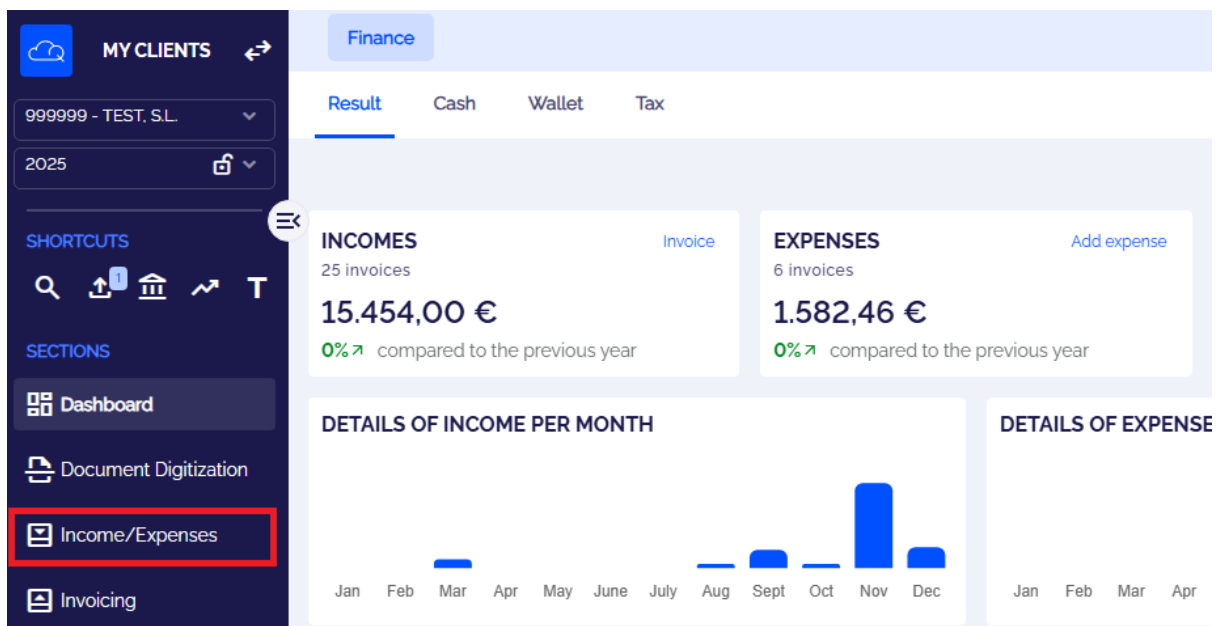 MY CLIENTS
999999 - TEST, S.L.
2025
SHORTCUTS
1
T
SECTIONS
Dashboard
Document Digitization
Income/Expenses
Invoicing
Finance
Result Cash Wallet Tax
INCOMES Invoice
25 invoices
15.454,00 €
0% compared to the previous year
EXPENSES Add expense
6 invoices
1.582,46 €
0% compared to the previous year
DETAILS OF INCOME PER MONTH
Jan Feb Mar Apr May June July Aug Sept Oct Nov Dec
DETAILS OF EXPENSE
Jan Feb Mar Apr